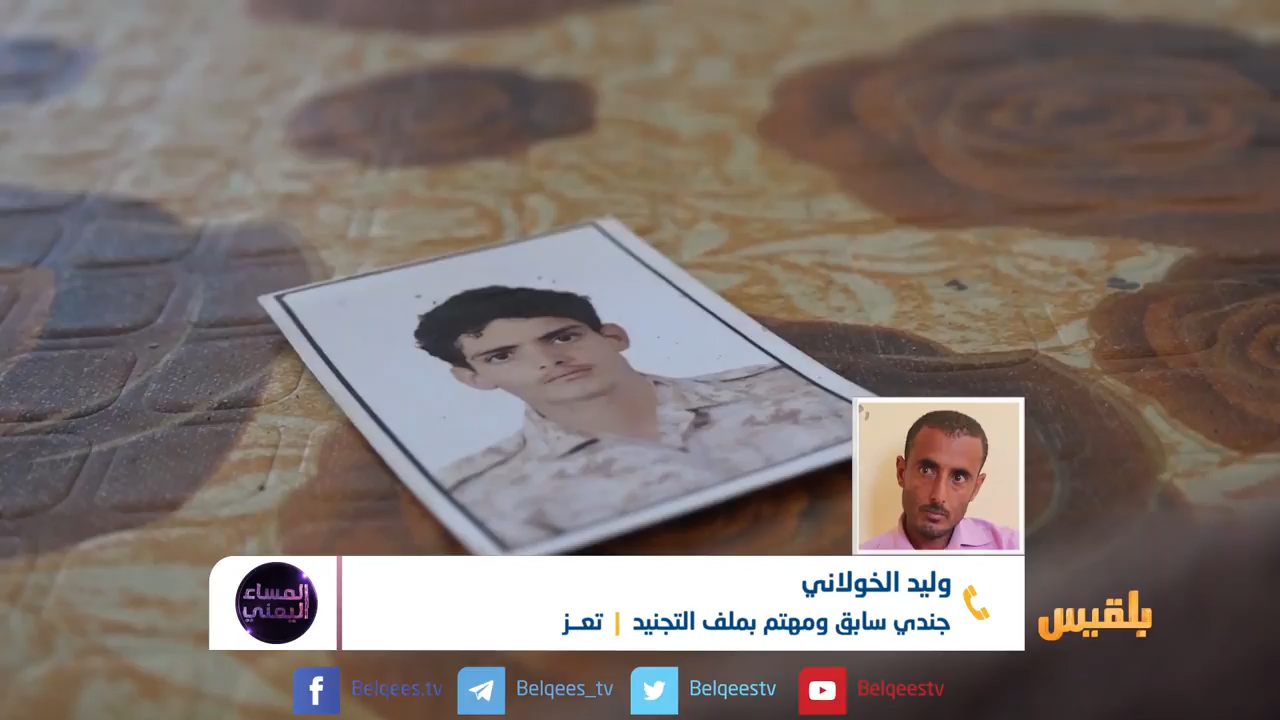 وليد الخولاني
جندي سابق ومهتم بملف التجنيد | تعـز
المساء
اليمني
بلقيس
Belqees.tv
Belqees_tv
Belqeestv
Belqeestv